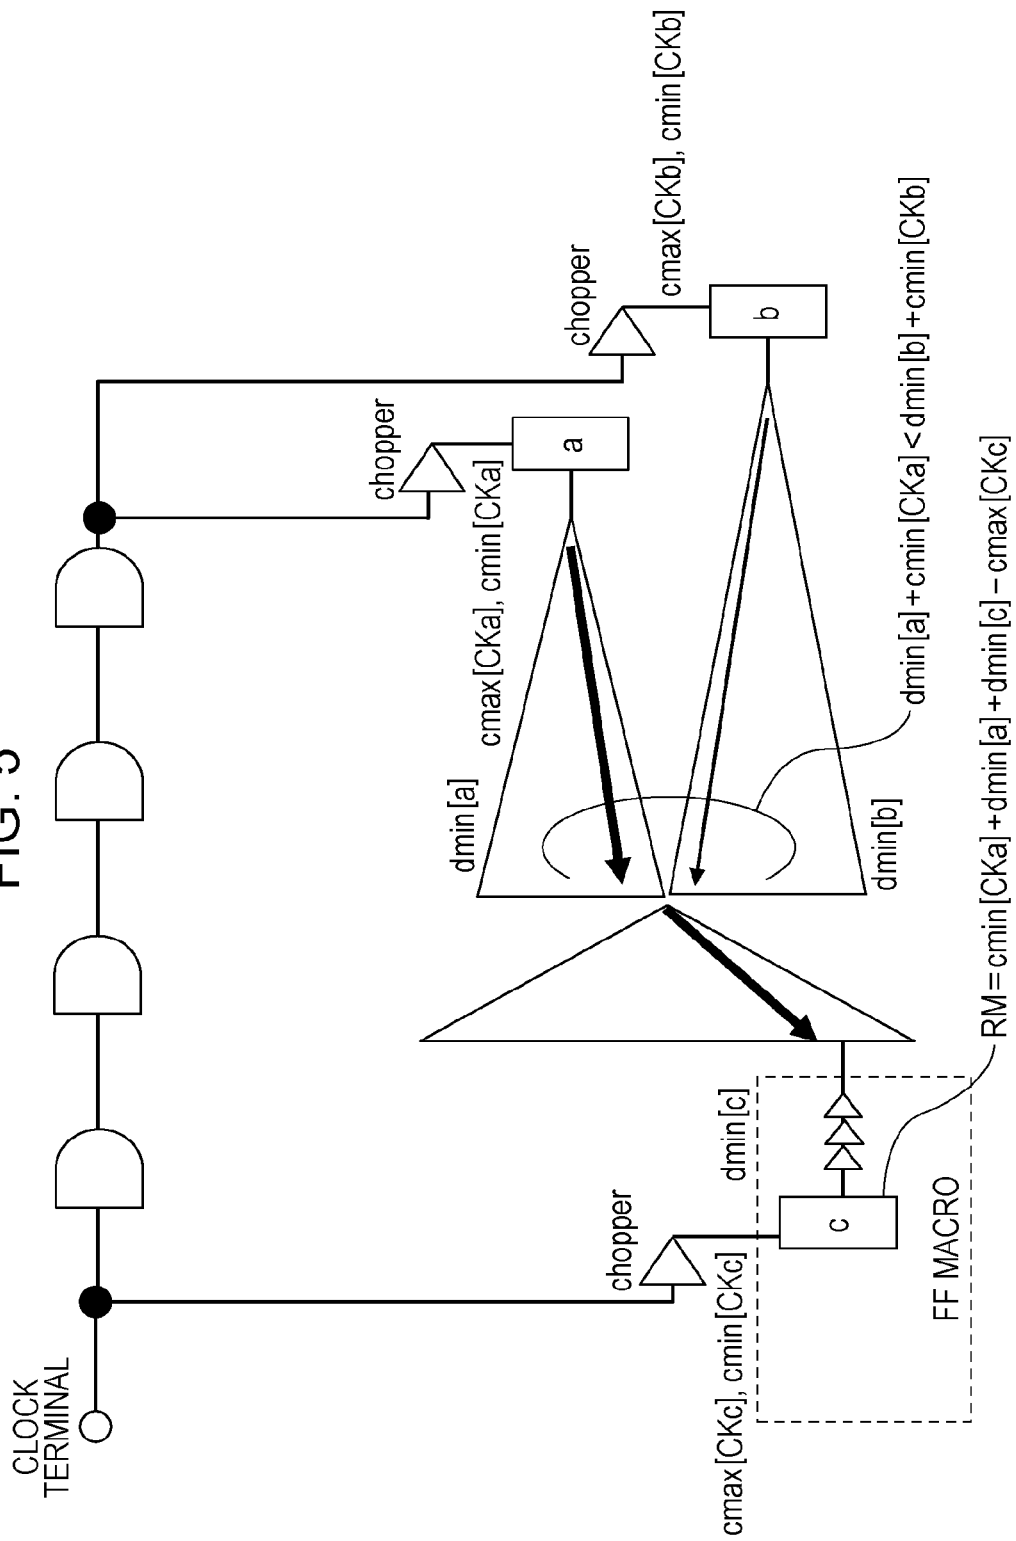 FIG. 5
CLOCK
TERMINAL
chopper
cmax[CKc], cmin[CKc]
dmin[c]
c
FF MACRO
dmin[a]
cmax[CKa], cmin[CKa]
chopper
a
dmin[b]
chopper
cmax[CKb], cmin[CKb]
b
dmin[a]+cmin[CKa]<dmin[b]+cmin[CKb]
RM=cmin[CKa]+dmin[a]+dmin[c]-cmax[CKc]